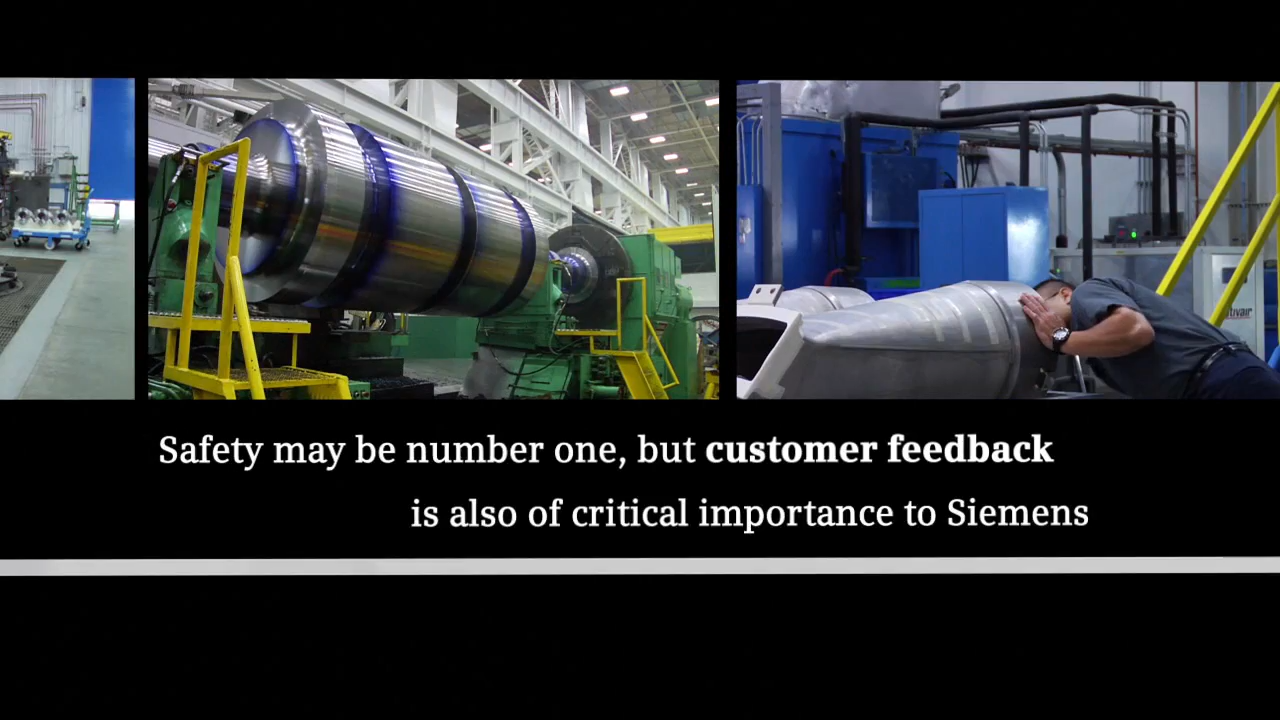 Safety may be number one, but customer feedback
is also of critical importance to Siemens